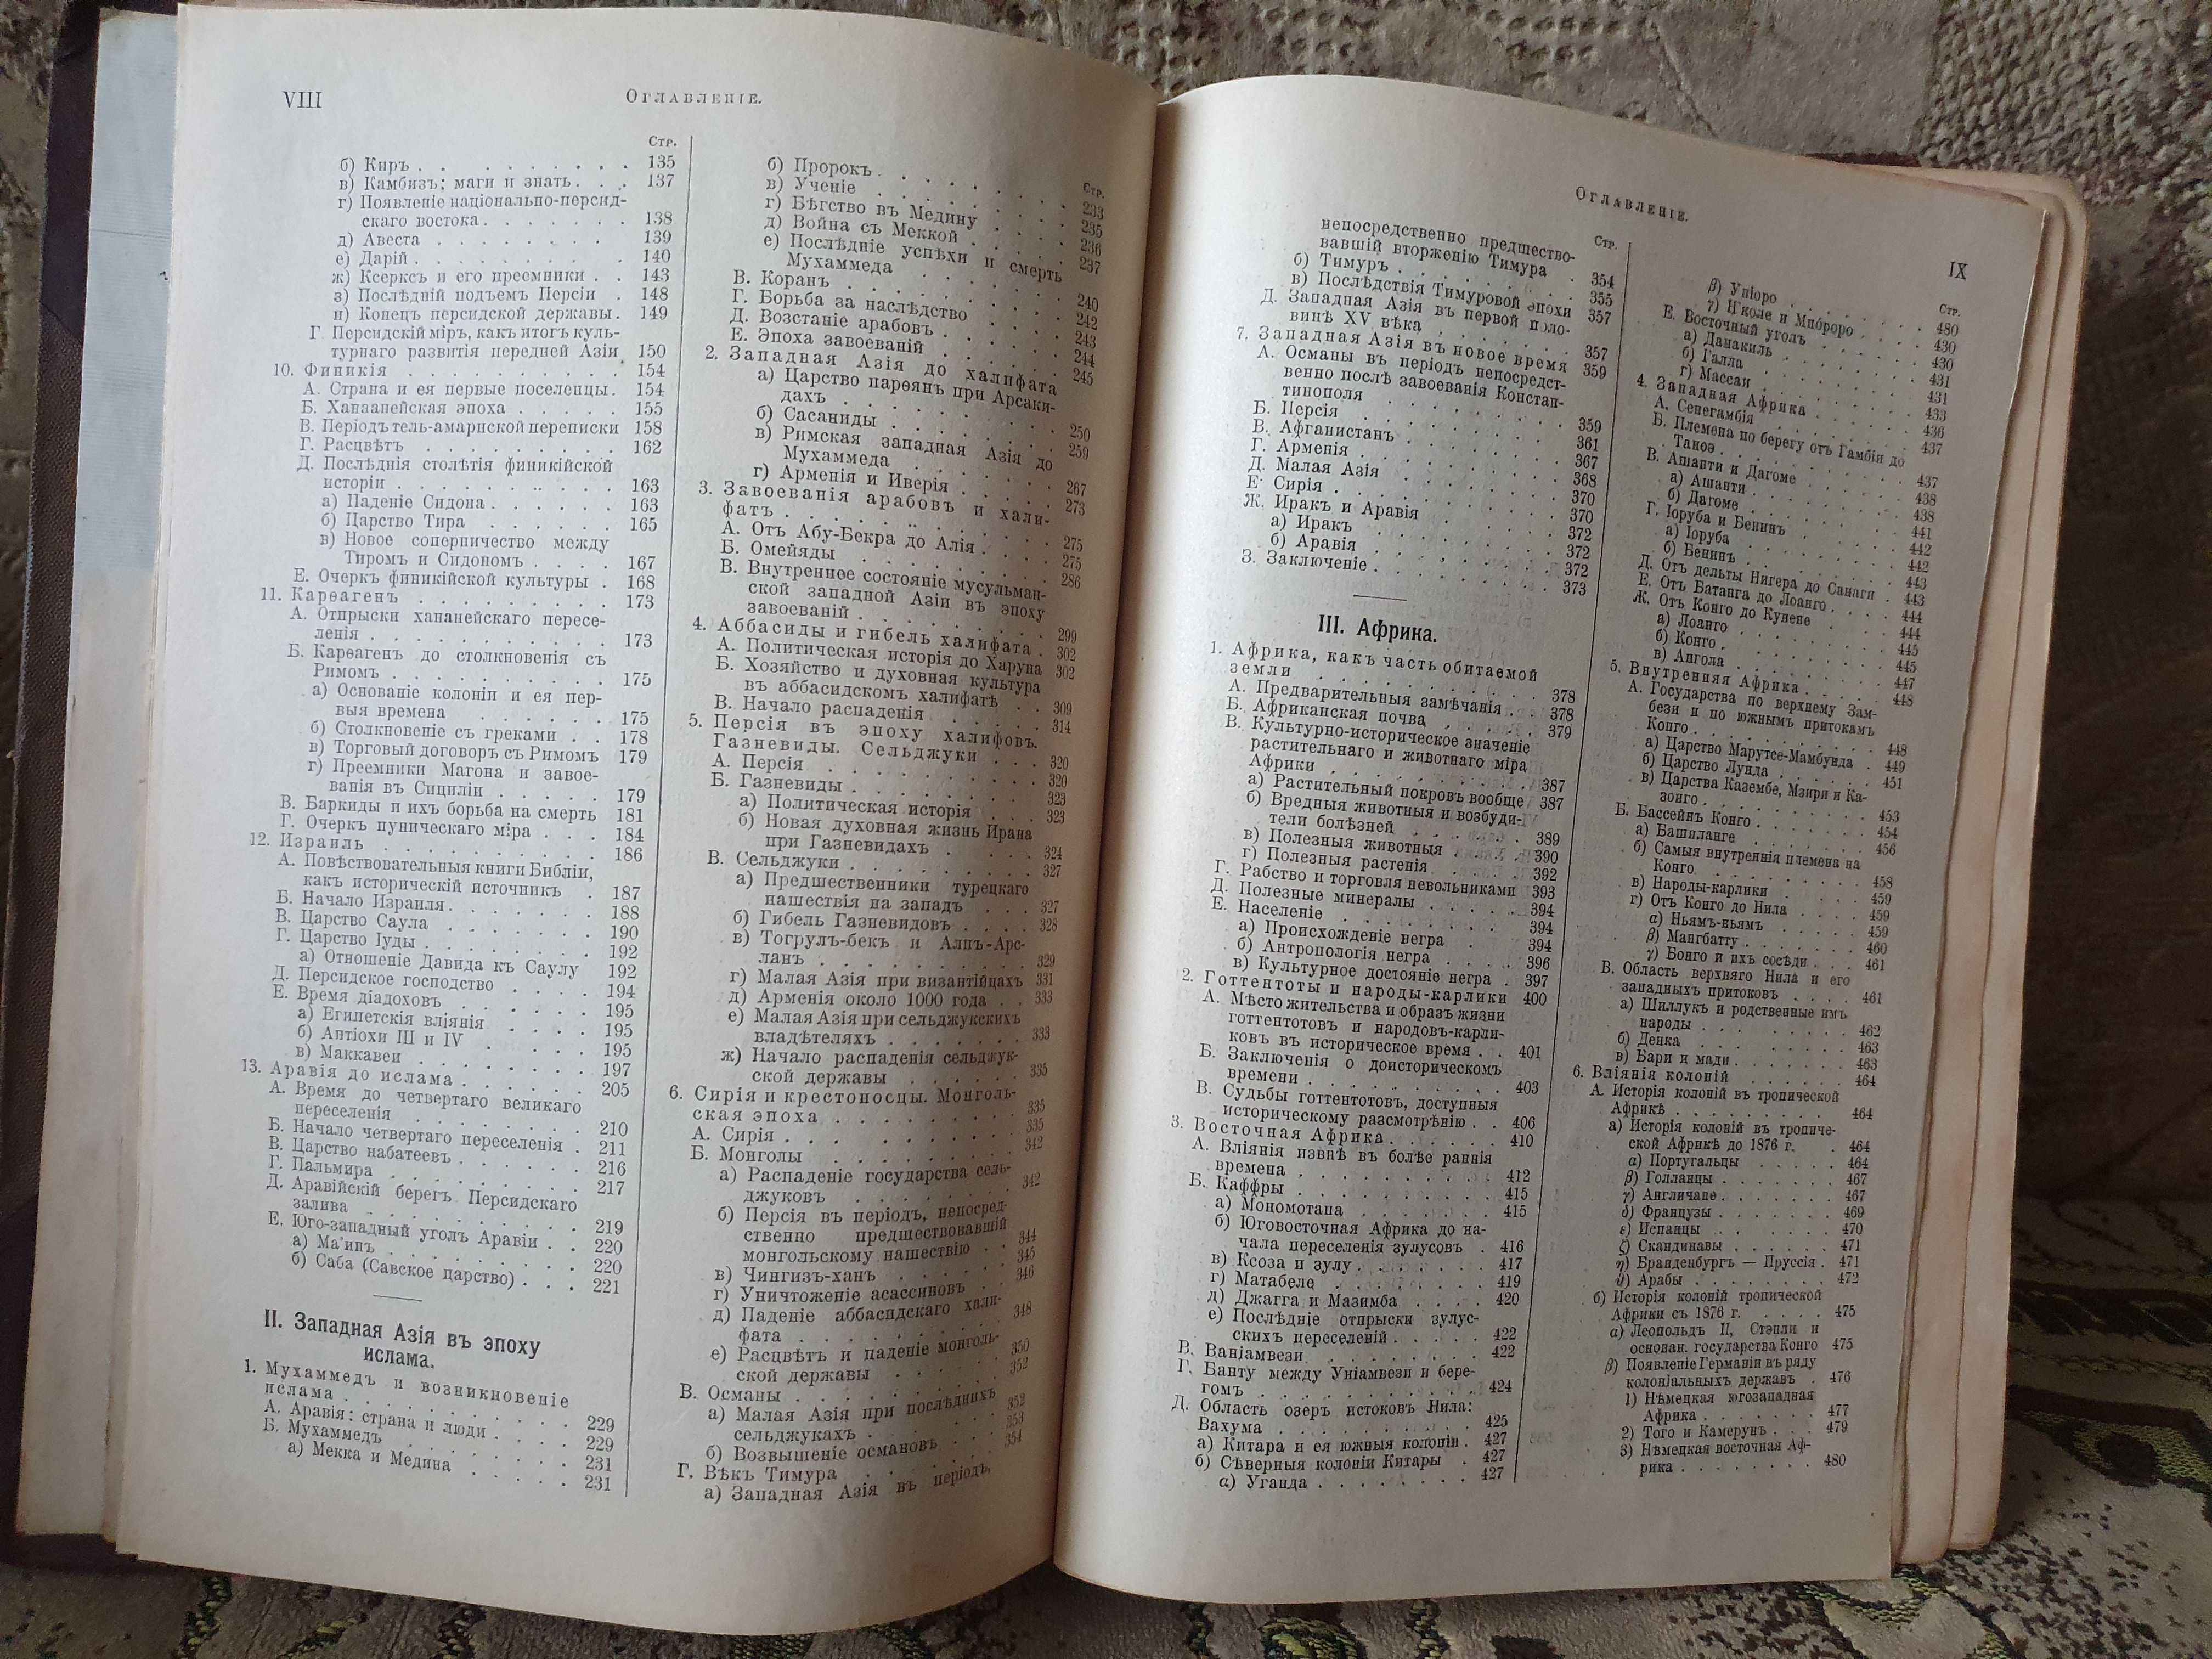 VIII
Оглавленіе.
Стр.
б) Киръ . . . . . . . . 135
в) Камбизъ; маги и знать. . . 137
г) Появленіе національно-персид-
скаго востока . . . . . . 138
д) Авеста . . . . . . . 139
е) Дарій . . . . . . . . 140
ж) Ксерксъ и его преемники . . 143
з) Послѣдній подъемъ Персіи . 148
и) Конецъ персидской державы. 149
Г. Персидскій міръ, какъ итогъ куль-
турнаго развитія передней Азіи 150
10. Финикія . . . . . . . . . 154
А. Страна и ея первые поселенцы. 154
Б. Ханаанейская эпоха . . . . . 155
В. Періодъ тель-амарнской переписки 158
Г. Расцвѣтъ . . . . . . . . 162
Д. Послѣднія столѣтія финикійской
исторіи . . . . . . . . . 163
а) Паденіе Сидона . . . . . 163
б) Царство Тира . . . . . . 165
в) Новое соперничество между
Тиромъ и Сидономъ . . . . 167
Е. Очеркъ финикійской культуры . 168
11. Карѳагенъ . . . . . . . . . 173
А. Отпрыски хананейскаго пересе-
ленія . . . . . . . . . . 173
Б. Карѳагенъ до столкновенія съ
Римомъ . . . . . . . . . 175
а) Основаніе колоніи и ея пер-
выя времена . . . . . . 175
б) Столкновеніе съ греками . . 178
в) Торговый договоръ съ Римомъ 179
г) Преемники Магона и завое-
ванія въ Сициліи . . . . . 179
В. Баркиды и ихъ борьба на смерть 181
Г. Очеркъ пуническаго міра . . . 184
12. Израиль . . . . . . . . . 186
А. Повѣствовательныя книги Библіи,
какъ историческій источникъ . 187
Б. Начало Израиля . . . . . . 188
В. Царство Саула . . . . . . 190
Г. Царство Іуды . . . . . . . 192
а) Отношеніе Давида къ Саулу 192
Д. Персидское господство . . . . 194
Е. Время діадоховъ . . . . . . 195
а) Египетскія вліянія . . . . 195
б) Антіохи III и IV . . . . 195
в) Маккавеи . . . . . . . 197
13. Аравія до ислама . . . . . . 205
А. Время до четвертаго великаго
переселенія . . . . . . . 210
Б. Начало четвертаго переселенія . 211
В. Царство набатеевъ . . . . . 216
Г. Пальмира . . . . . . . . 217
Д. Аравійскій берегъ Персидскаго
залива . . . . . . . . . 219
Е. Юго-западный уголъ Аравіи . . 220
а) Ма'инъ . . . . . . . . 220
б) Саба (Савское царство) . . . 221
II. Западная Азія въ эпоху
ислама.
1. Мухаммедъ и возникновеніе
ислама . . . . . . . . . . 229
А. Аравія: страна и люди . . . . 229
Б. Мухаммедъ . . . . . . . . 231
а) Мекка и Медина . . . . . 231
Стр.
б) Пророкъ . . . . . . . . 233
в) Ученіе . . . . . . . . 235
г) Бѣгство въ Медину . . . . 236
д) Война съ Меккой . . . . . 237
е) Послѣдніе успѣхи и смерть
Мухаммеда . . . . . . . 240
В. Коранъ . . . . . . . . . 242
Г. Борьба за наслѣдство . . . . 243
Д. Возстаніе арабовъ . . . . . 244
Е. Эпоха завоеваній . . . . . . 245
2. Западная Азія до халифата
а) Царство парѳянъ при Арсаки-
дахъ . . . . . . . . . 250
б) Сасаниды . . . . . . . 259
в) Римская западная Азія до
Мухаммеда . . . . . . . 267
г) Арменія и Иверія . . . . . 273
3. Завоеванія арабовъ и хали-
фатъ . . . . . . . . . . . 275
А. Отъ Абу-Бекра до Алія . . . . 275
Б. Омейяды . . . . . . . . . 286
В. Внутреннее состояніе мусульман-
ской западной Азіи въ эпоху
завоеваній . . . . . . . . 299
4. Аббасиды и гибель халифата . 302
А. Политическая исторія до Харуна 302
Б. Хозяйство и духовная культура
въ аббасидскомъ халифатѣ . . 309
В. Начало распаденія . . . . . 314
5. Персія въ эпоху халифовъ.
Газневиды. Сельджуки . . . 320
А. Персія . . . . . . . . . 320
Б. Газневиды . . . . . . . . 323
а) Политическая исторія . . . 323
б) Новая духовная жизнь Ирана
при Газневидахъ . . . . . 324
В. Сельджуки . . . . . . . . 327
а) Предшественники турецкаго
нашествія на западъ . . . 327
б) Гибель Газневидовъ . . . . 328
в) Тогрулъ-бекъ и Алпъ-Арс-
ланъ . . . . . . . . . 329
г) Малая Азія при византійцахъ 331
д) Арменія около 1000 года . . 333
е) Малая Азія при сельджукскихъ
владѣтеляхъ . . . . . . . 333
ж) Начало распаденія сельджук-
ской державы . . . . . . 335
6. Сирія и крестоносцы. Монголь-
ская эпоха . . . . . . . . 335
А. Сирія . . . . . . . . . . 335
Б. Монголы . . . . . . . . . 342
а) Распаденіе государства сель-
джуковъ . . . . . . . . 342
б) Персія въ періодъ, непосред-
ственно предшествовавшій
монгольскому нашествію . . 344
в) Чингизъ-ханъ . . . . . . 345
г) Уничтоженіе асассиновъ . . 346
д) Паденіе аббасидскаго хали-
фата . . . . . . . . . 348
е) Расцвѣтъ и паденіе монголь-
ской державы . . . . . . 350
В. Османы . . . . . . . . . 352
а) Малая Азія при послѣднихъ
сельджукахъ . . . . . . . 352
б) Возвышеніе османовъ . . . 353
Г. Вѣкъ Тимура . . . . . . . 354
а) Западная Азія въ періодъ,
Оглавленіе.
IX
Стр.
непосредственно предшество-
вавшій вторженію Тимура . 354
б) Тимуръ . . . . . . . . 355
в) Послѣдствія Тимуровой эпохи 357
Д. Западная Азія въ первой поло-
винѣ XV вѣка . . . . . . . 357
7. Западная Азія въ новое время 359
А. Османы въ періодъ непосредст-
венно послѣ завоеванія Констан-
тинополя . . . . . . . . . 359
Б. Персія . . . . . . . . . 361
В. Афганистанъ . . . . . . . 367
Г. Арменія . . . . . . . . . 368
Д. Малая Азія . . . . . . . . 370
Е. Сирія . . . . . . . . . . 370
Ж. Иракъ и Аравія . . . . . . 372
а) Иракъ . . . . . . . . . 372
б) Аравія . . . . . . . . . 372
З. Заключеніе . . . . . . . . 373
III. Африка.
1. Африка, какъ часть обитаемой
земли . . . . . . . . . . 378
А. Предварительныя замѣчанія . . 378
Б. Африканская почва . . . . . 379
В. Культурно-историческое значеніе
растительнаго и животнаго міра
Африки . . . . . . . . . 387
а) Растительный покровъ вообще 387
б) Вредныя животныя и возбуди-
тели болѣзней . . . . . . 389
в) Полезныя животныя . . . . 390
г) Полезныя растенія . . . . 392
Г. Рабство и торговля невольниками 393
Д. Полезные минералы . . . . . 394
Е. Населеніе . . . . . . . . 394
а) Происхожденіе негра . . . 394
б) Антропологія негра . . . . 396
в) Культурное достояніе негра . 397
2. Готтентоты и народы-карлики 400
А. Мѣсто жительства и образъ жизни
готтентотовъ и народовъ-карли-
ковъ въ историческое время . . 401
Б. Заключенія о доисторическомъ
времени . . . . . . . . . 403
В. Судьбы готтентотовъ, доступныя
историческому разсмотрѣнію . . 406
3. Восточная Африка . . . . . 410
А. Вліянія извнѣ въ болѣе раннія
времена . . . . . . . . . 412
Б. Каффры . . . . . . . . . 415
а) Мономотапа . . . . . . . 415
б) Юговосточная Африка до на-
чала переселенія зулусовъ . 416
в) Ксоза и зулу . . . . . . . 417
г) Матабеле . . . . . . . . 419
д) Джагга и Мазимба . . . . 420
е) Послѣдніе отпрыски зулус-
скихъ переселеній . . . . . 422
В. Ваніамвези . . . . . . . . 422
Г. Банту между Уніамвези и бере-
гомъ . . . . . . . . . . 424
Д. Область озеръ истоковъ Нила:
Вахума . . . . . . . . . 425
а) Китара и ея южныя колоніи . 427
б) Сѣверныя колоніи Китары . 427
α) Уганда . . . . . . . . 427
Стр.
β) Уніоро . . . . . . . 480
γ) Н'коле и Мпōроро . . . . 430
Е. Восточный уголъ . . . . . . 430
а) Данакиль . . . . . . . 431
б) Галла . . . . . . . . 431
г) Массаи . . . . . . . . 433
4. Западная Африка . . . . . . 436
А. Сенегамбія . . . . . . . . 437
Б. Племена по берегу отъ Гамбіи до
Таноэ . . . . . . . . . . 437
В. Ашанти и Дагоме . . . . . . 438
а) Ашанти . . . . . . . . 438
б) Дагоме . . . . . . . . 441
Г. Іоруба и Бенинъ . . . . . . 442
а) Іоруба . . . . . . . . 442
б) Бенинъ . . . . . . . . 443
Д. Отъ дельты Нигера до Санаги . 443
Е. Отъ Батанга до Лоанго . . . . 444
Ж. Отъ Конго до Кунене . . . . 444
а) Лоанго . . . . . . . . 445
б) Конго . . . . . . . . . 445
в) Ангола . . . . . . . . 447
5. Внутренняя Африка . . . . . 448
А. Государства по верхнему Зам-
бези и по южнымъ притокамъ
Конго . . . . . . . . . . 448
а) Царство Марутсе-Мамбунда . 449
б) Царство Лунда . . . . . . 451
в) Царства Казембе, Мзири и Ка-
зонго . . . . . . . . . 453
Б. Бассейнъ Конго . . . . . . 454
а) Башиланге . . . . . . . 456
б) Самыя внутреннія племена на
Конго . . . . . . . . . 458
в) Народы-карлики . . . . . 459
г) Отъ Конго до Нила . . . . 459
α) Ньямъ-ньямъ . . . . . 459
β) Мангбатту . . . . . . . 460
γ) Бонго и ихъ сосѣди . . . 461
В. Область верхняго Нила и его
западныхъ притоковъ . . . . 461
а) Шиллукъ и родственные имъ
народы . . . . . . . . 462
б) Денка . . . . . . . . 463
в) Бари и мади . . . . . . . 463
6. Вліянія колоній . . . . . . 464
А. Исторія колоній въ тропической
Африкѣ . . . . . . . . . 464
а) Исторія колоній въ тропиче-
ской Африкѣ до 1876 г. . 464
α) Португальцы . . . . . 464
β) Голланцы . . . . . . . 467
γ) Англичане . . . . . . . 467
δ) Французы . . . . . . . 469
ε) Испанцы . . . . . . . 470
ζ) Скандинавы . . . . . . 471
η) Бранденбургъ — Пруссія . 471
ϑ) Арабы . . . . . . . . 472
б) Исторія колоній тропической
Африки съ 1876 г. . . . . 475
α) Леопольдъ II, Стэнли и
основан. государства Конго 475
β) Появленіе Германіи въ ряду
колоніальныхъ державъ . 476
1) Нѣмецкая югозападная
Африка . . . . . . . 477
2) Того и Камерунъ . . . 479
3) Нѣмецкая восточная Аф-
рика . . . . . . . . 480